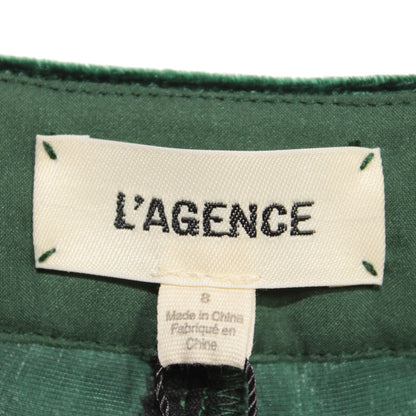 L'AGENCE
8
Made in China
Fabriqué en
Chine